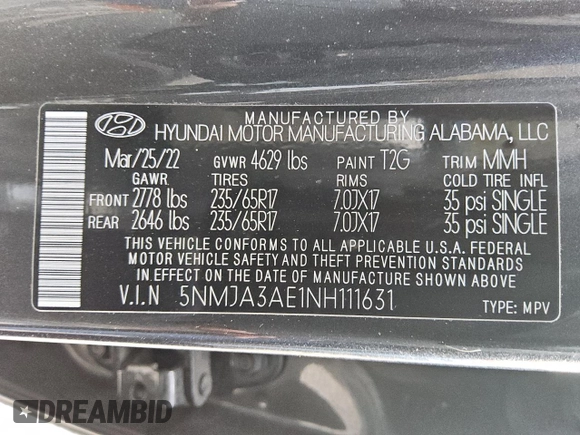 MANUFACTURED BY
HYUNDAI MOTOR MANUFACTURING ALABAMA, LLC
Mar/25/22 GVWR 4629 lbs PAINT T2G TRIM MMH
GAWR TIRES RIMS COLD TIRE INFL
FRONT 2778 lbs 235/65R17 7.0JX17 35 psi SINGLE
REAR 2646 lbs 235/65R17 7.0JX17 35 psi SINGLE
THIS VEHICLE CONFORMS TO ALL APPLICABLE U.S.A. FEDERAL
MOTOR VEHICLE SAFETY AND THEFT PREVENTION STANDARDS
IN EFFECT ON THE DATE OF MANUFACTURE SHOWN ABOVE
V.I.N 5NMJA3AE1NH111631 TYPE: MPV
DREAMBID